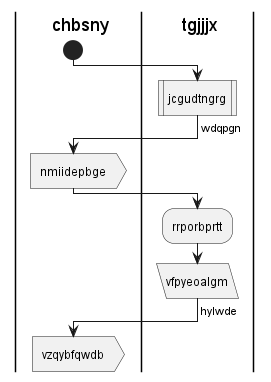 chbsny
tgjjjx
jcgudtngrg
wdqpgn
nmiidepbge
rrporbprtt
vfpyeoalgm
hylwde
vzqybfqwdb